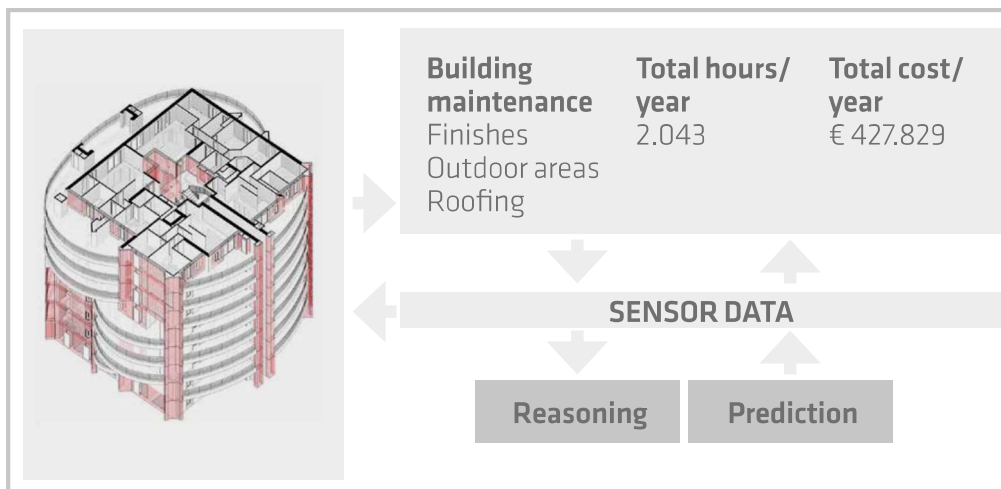 Building
maintenance
Finishes
Outdoor areas
Roofing
Total hours/
year
2.043
Total cost/
year
€ 427.829
SENSOR DATA
Reasoning
Prediction